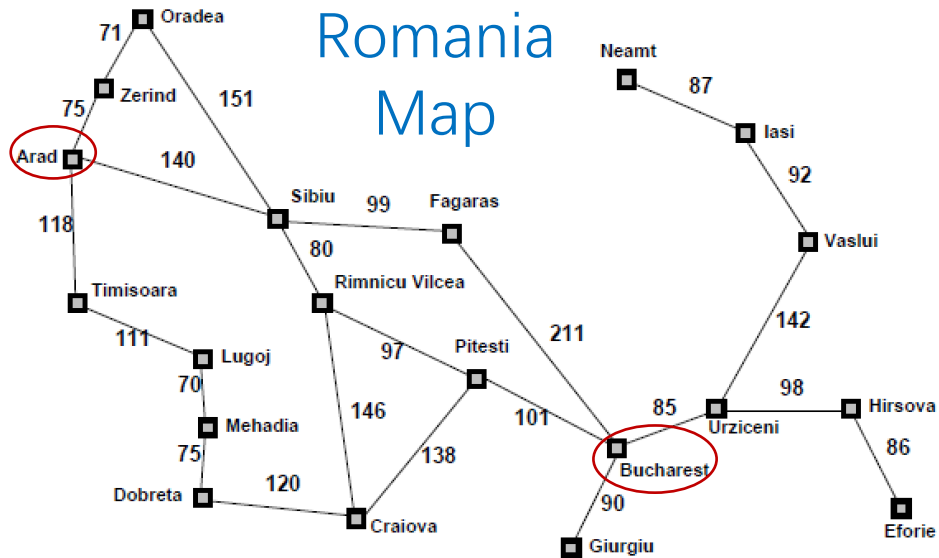 Romania
Map
Oradea
71
Neamt
87
Zerind
151
75
Iasi
Arad
140
92
Sibiu
99
Fagaras
118
80
Vaslui
Rimnicu Vilcea
Timisoara
142
111
97
Pitesti
211
Lugoj
70
98
Hirsova
146
101
85
Urziceni
Mehadia
75
138
86
Bucharest
Dobreta
120
90
Craiova
Eforie
Giurgiu